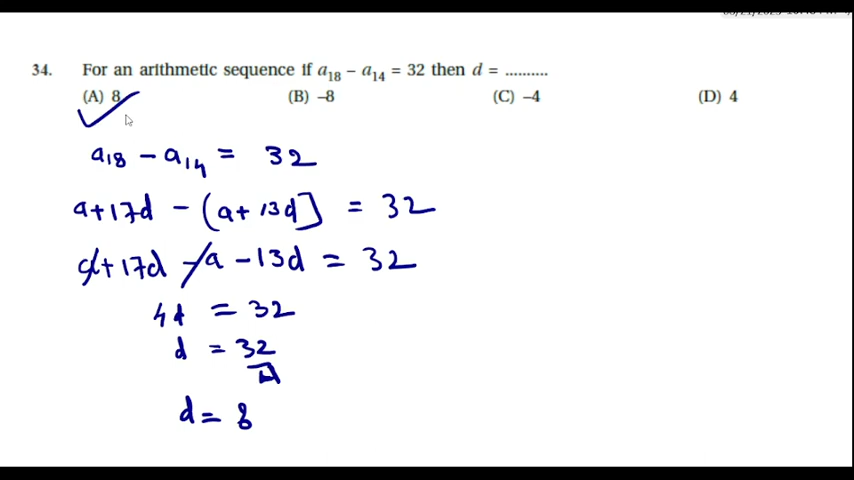 34. For an arithmetic sequence if a₁₈ – a₁₄ = 32 then d = ..........
(A) 8 (B) –8 (C) –4 (D) 4
a₁₈ – a₁₄ = 32
a+17d – (a+13d) = 32
a+17d – a – 13d = 32
4d = 32
d = 32
4
d = 8